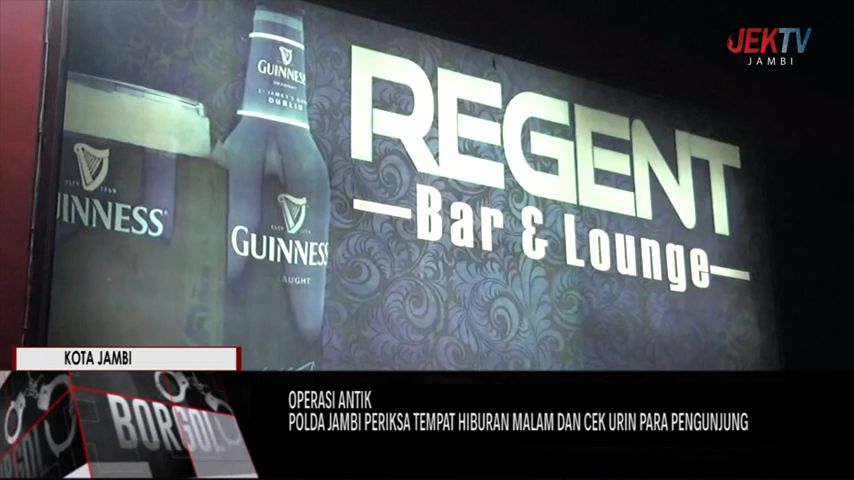 JEKTV
JAMBI
REGENT
Bar & Lounge
GUINNESS
DUBLIN
GUINNESS
UINNESS
KOTA JAMBI
BORGOL
OPERASI ANTIK
POLDA JAMBI PERIKSA TEMPAT HIBURAN MALAM DAN CEK URIN PARA PENGUNJUNG